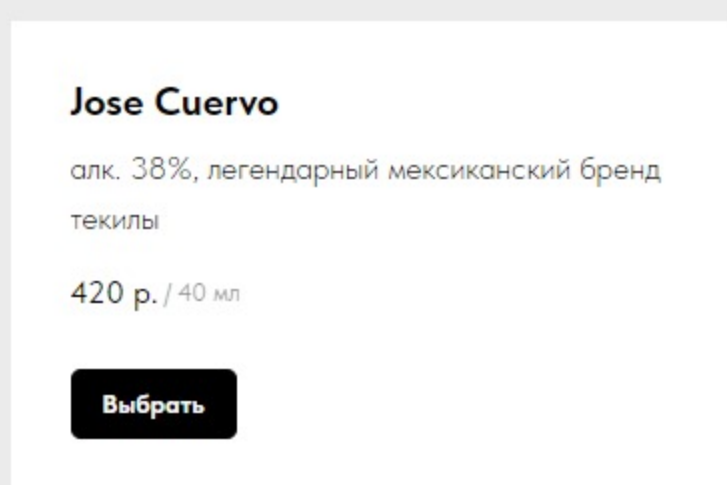 Jose Cuervo
алк. 38%, легендарный мексиканский бренд
текилы
420 р. / 40 мл
Выбрать